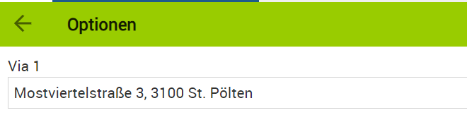 Optionen
Via 1
Mostviertelstraße 3, 3100 St. Pölten